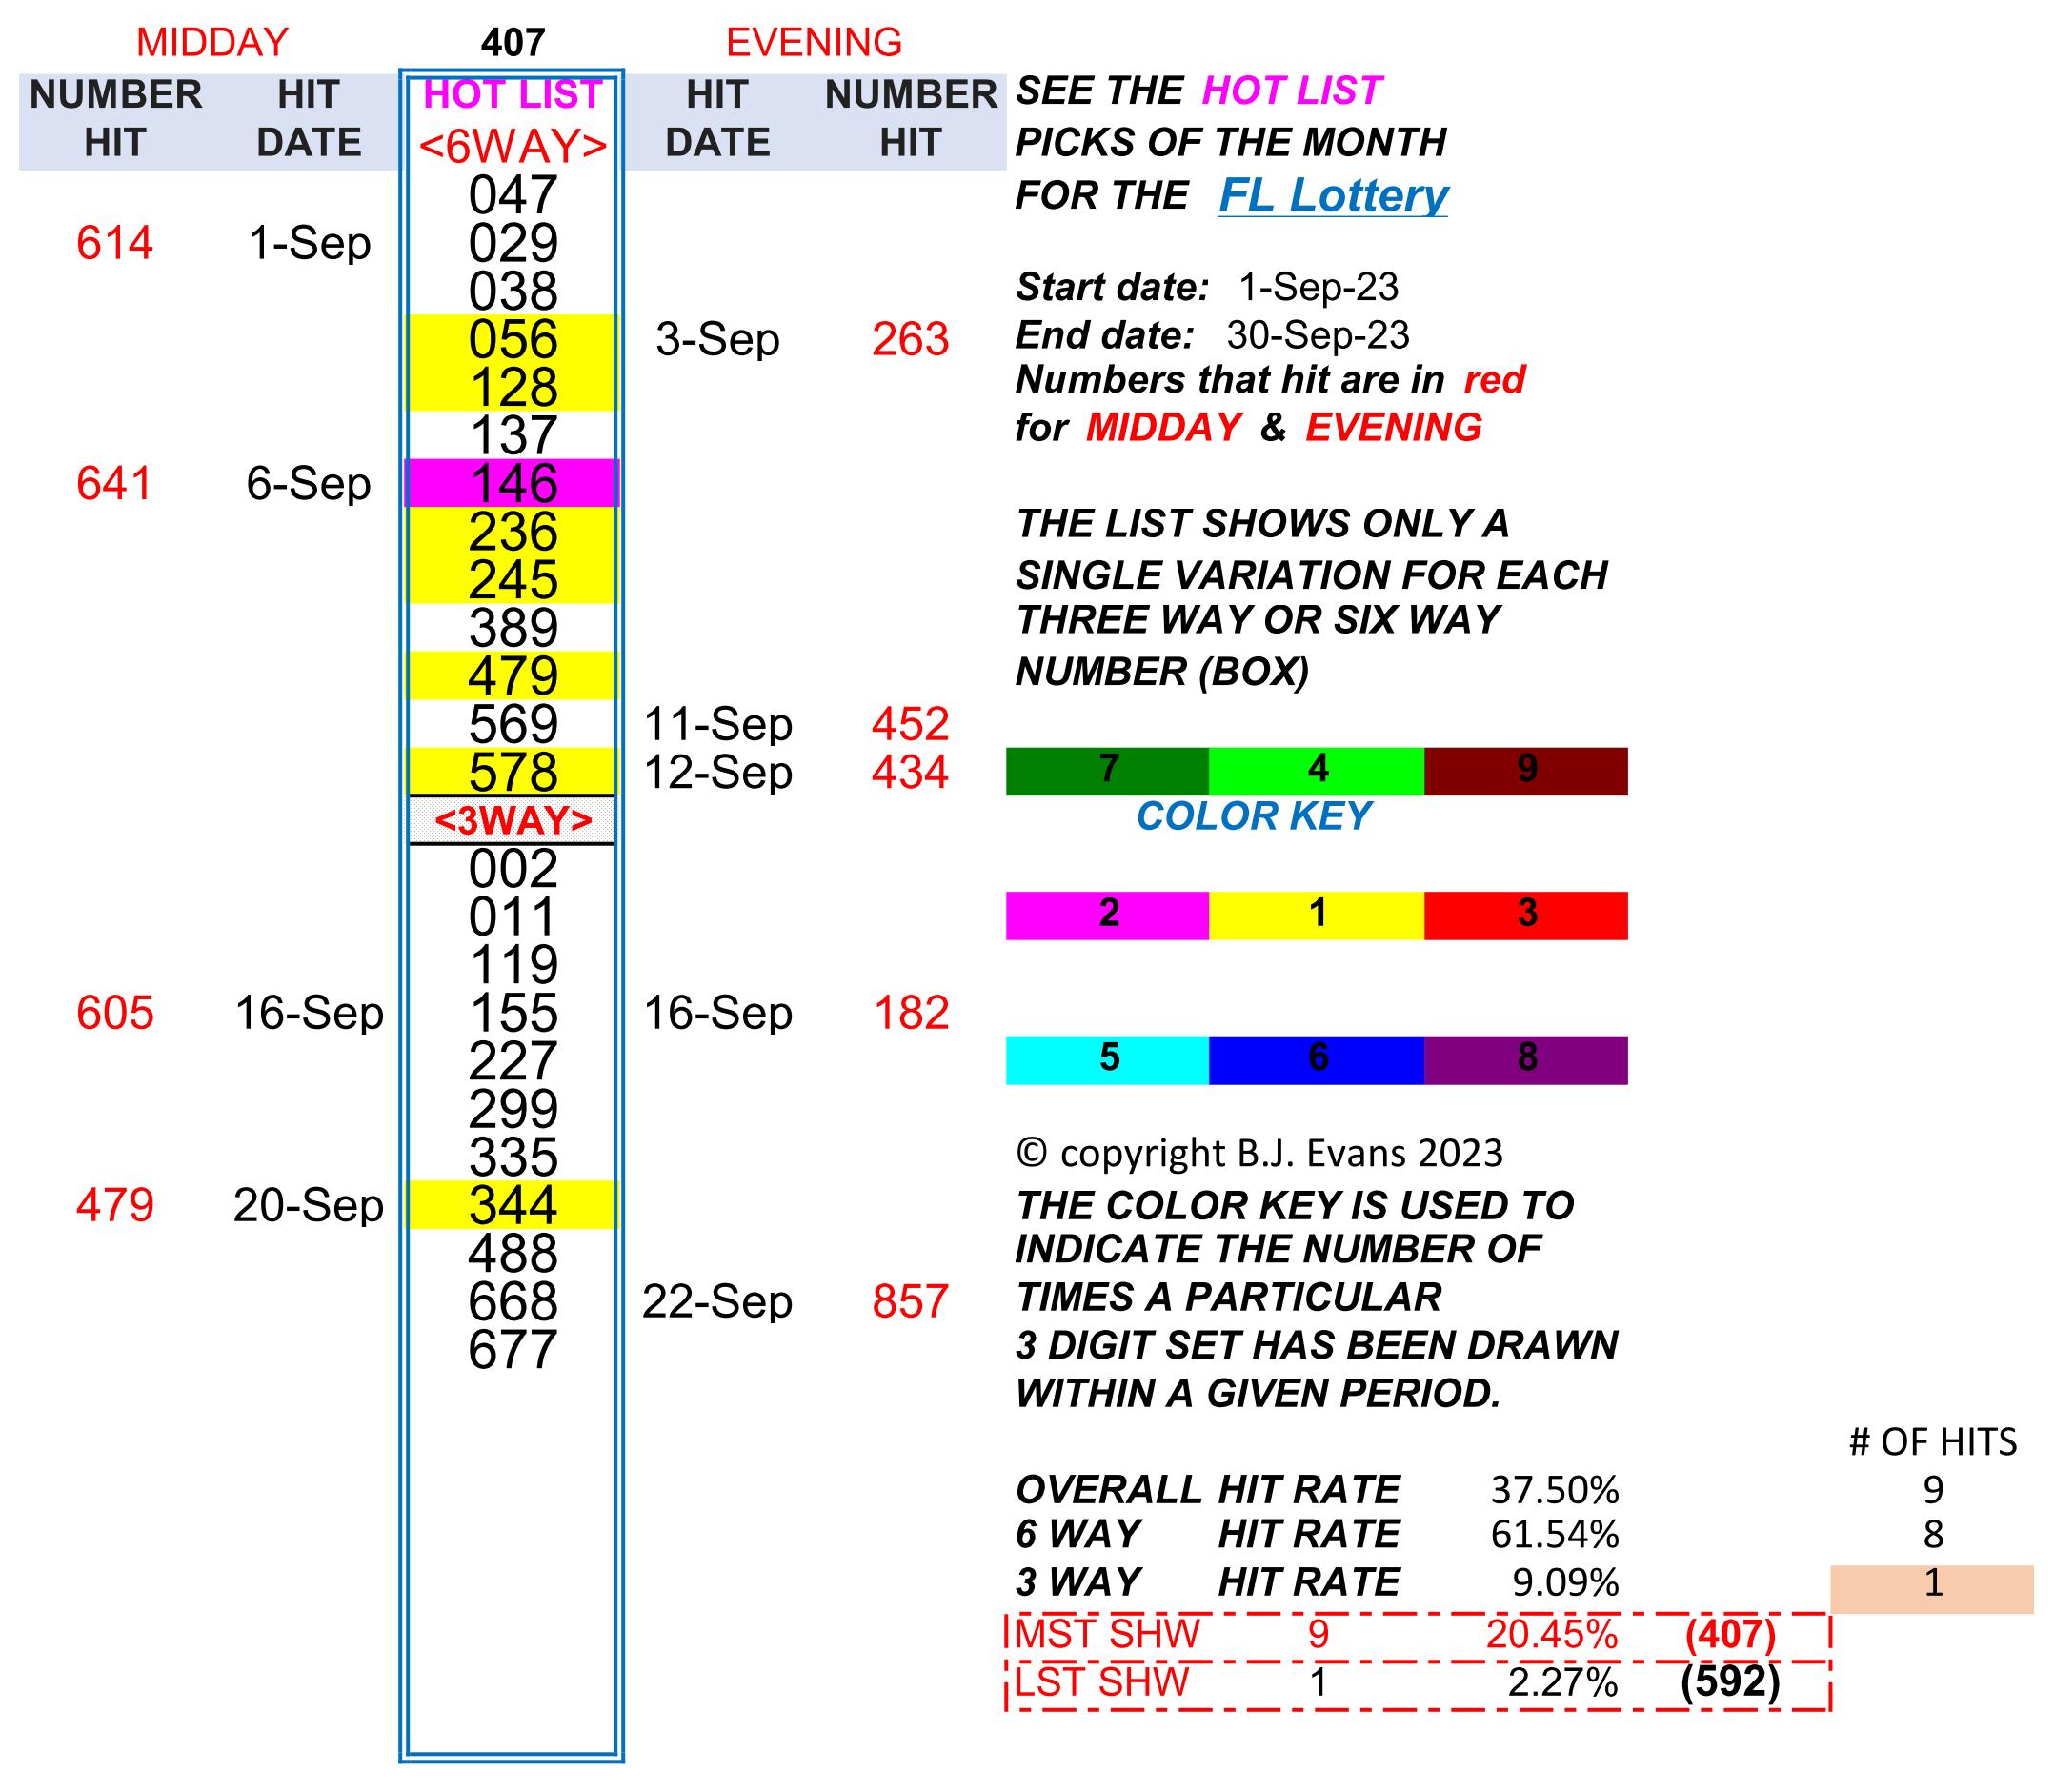 MIDDAY 407 EVENING
NUMBER HIT HOT LIST HIT NUMBER SEE THE HOT LIST
HIT DATE <6WAY> DATE HIT PICKS OF THE MONTH
047 FOR THE FL Lottery
614 1-Sep 029
038 Start date: 1-Sep-23
056 3-Sep 263 End date: 30-Sep-23
128 Numbers that hit are in red
137 for MIDDAY & EVENING
641 6-Sep 146
236 THE LIST SHOWS ONLY A
245 SINGLE VARIATION FOR EACH
389 THREE WAY OR SIX WAY
479 NUMBER (BOX)
569 11-Sep 452
578 12-Sep 434 7 4 9
<3WAY> COLOR KEY
002
011 2 1 3
119
605 16-Sep 155 16-Sep 182
227 5 6 8
299
335 © copyright B.J. Evans 2023
479 20-Sep 344 THE COLOR KEY IS USED TO
488 INDICATE THE NUMBER OF
668 22-Sep 857 TIMES A PARTICULAR
677 3 DIGIT SET HAS BEEN DRAWN
WITHIN A GIVEN PERIOD.
# OF HITS
OVERALL HIT RATE 37.50% 9
6 WAY HIT RATE 61.54% 8
3 WAY HIT RATE 9.09% 1
MST SHW 9 20.45% (407)
LST SHW 1 2.27% (592)